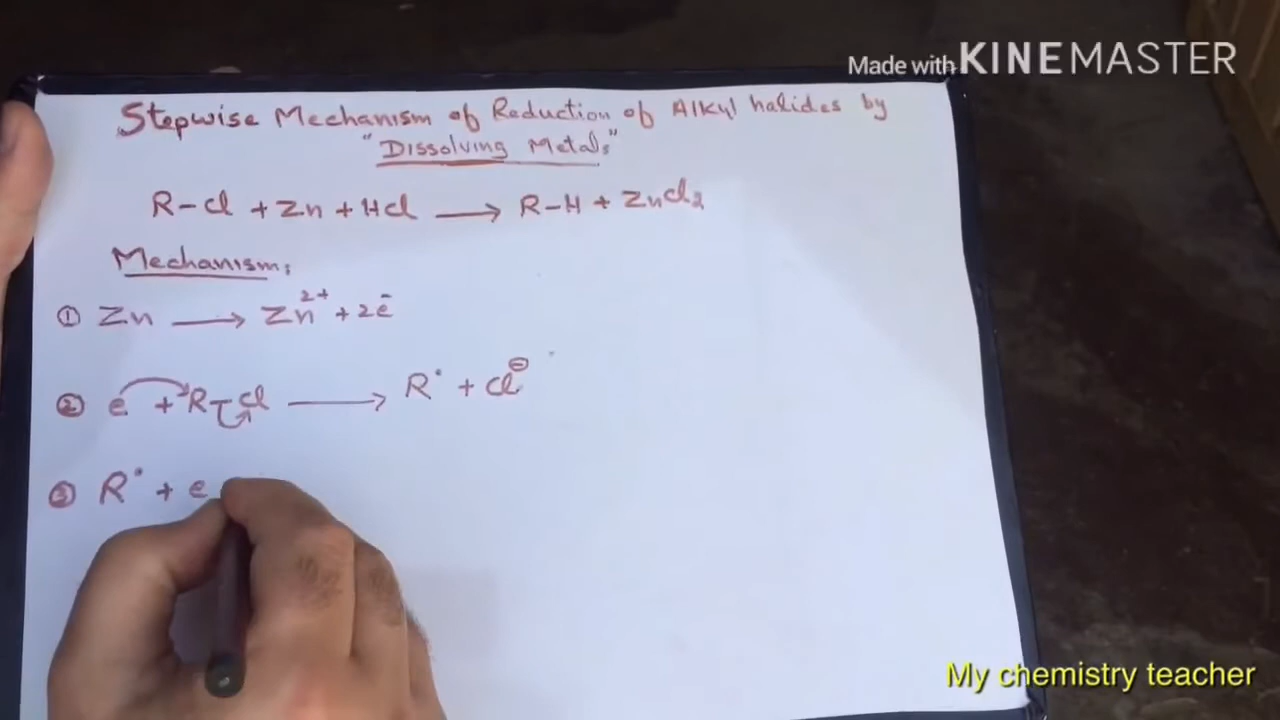 Made with KINEMASTER
Stepwise Mechanism of Reduction of Alkyl halides by
"Dissolving Metals"
R-Cl + Zn + HCl ⟶ R-H + ZnCl₂
Mechanism:
① Zn ⟶ Zn²⁺ + 2e⁻
② e + R-Cl ⟶ R• + Cl⊖
③ R• + e
My chemistry teacher